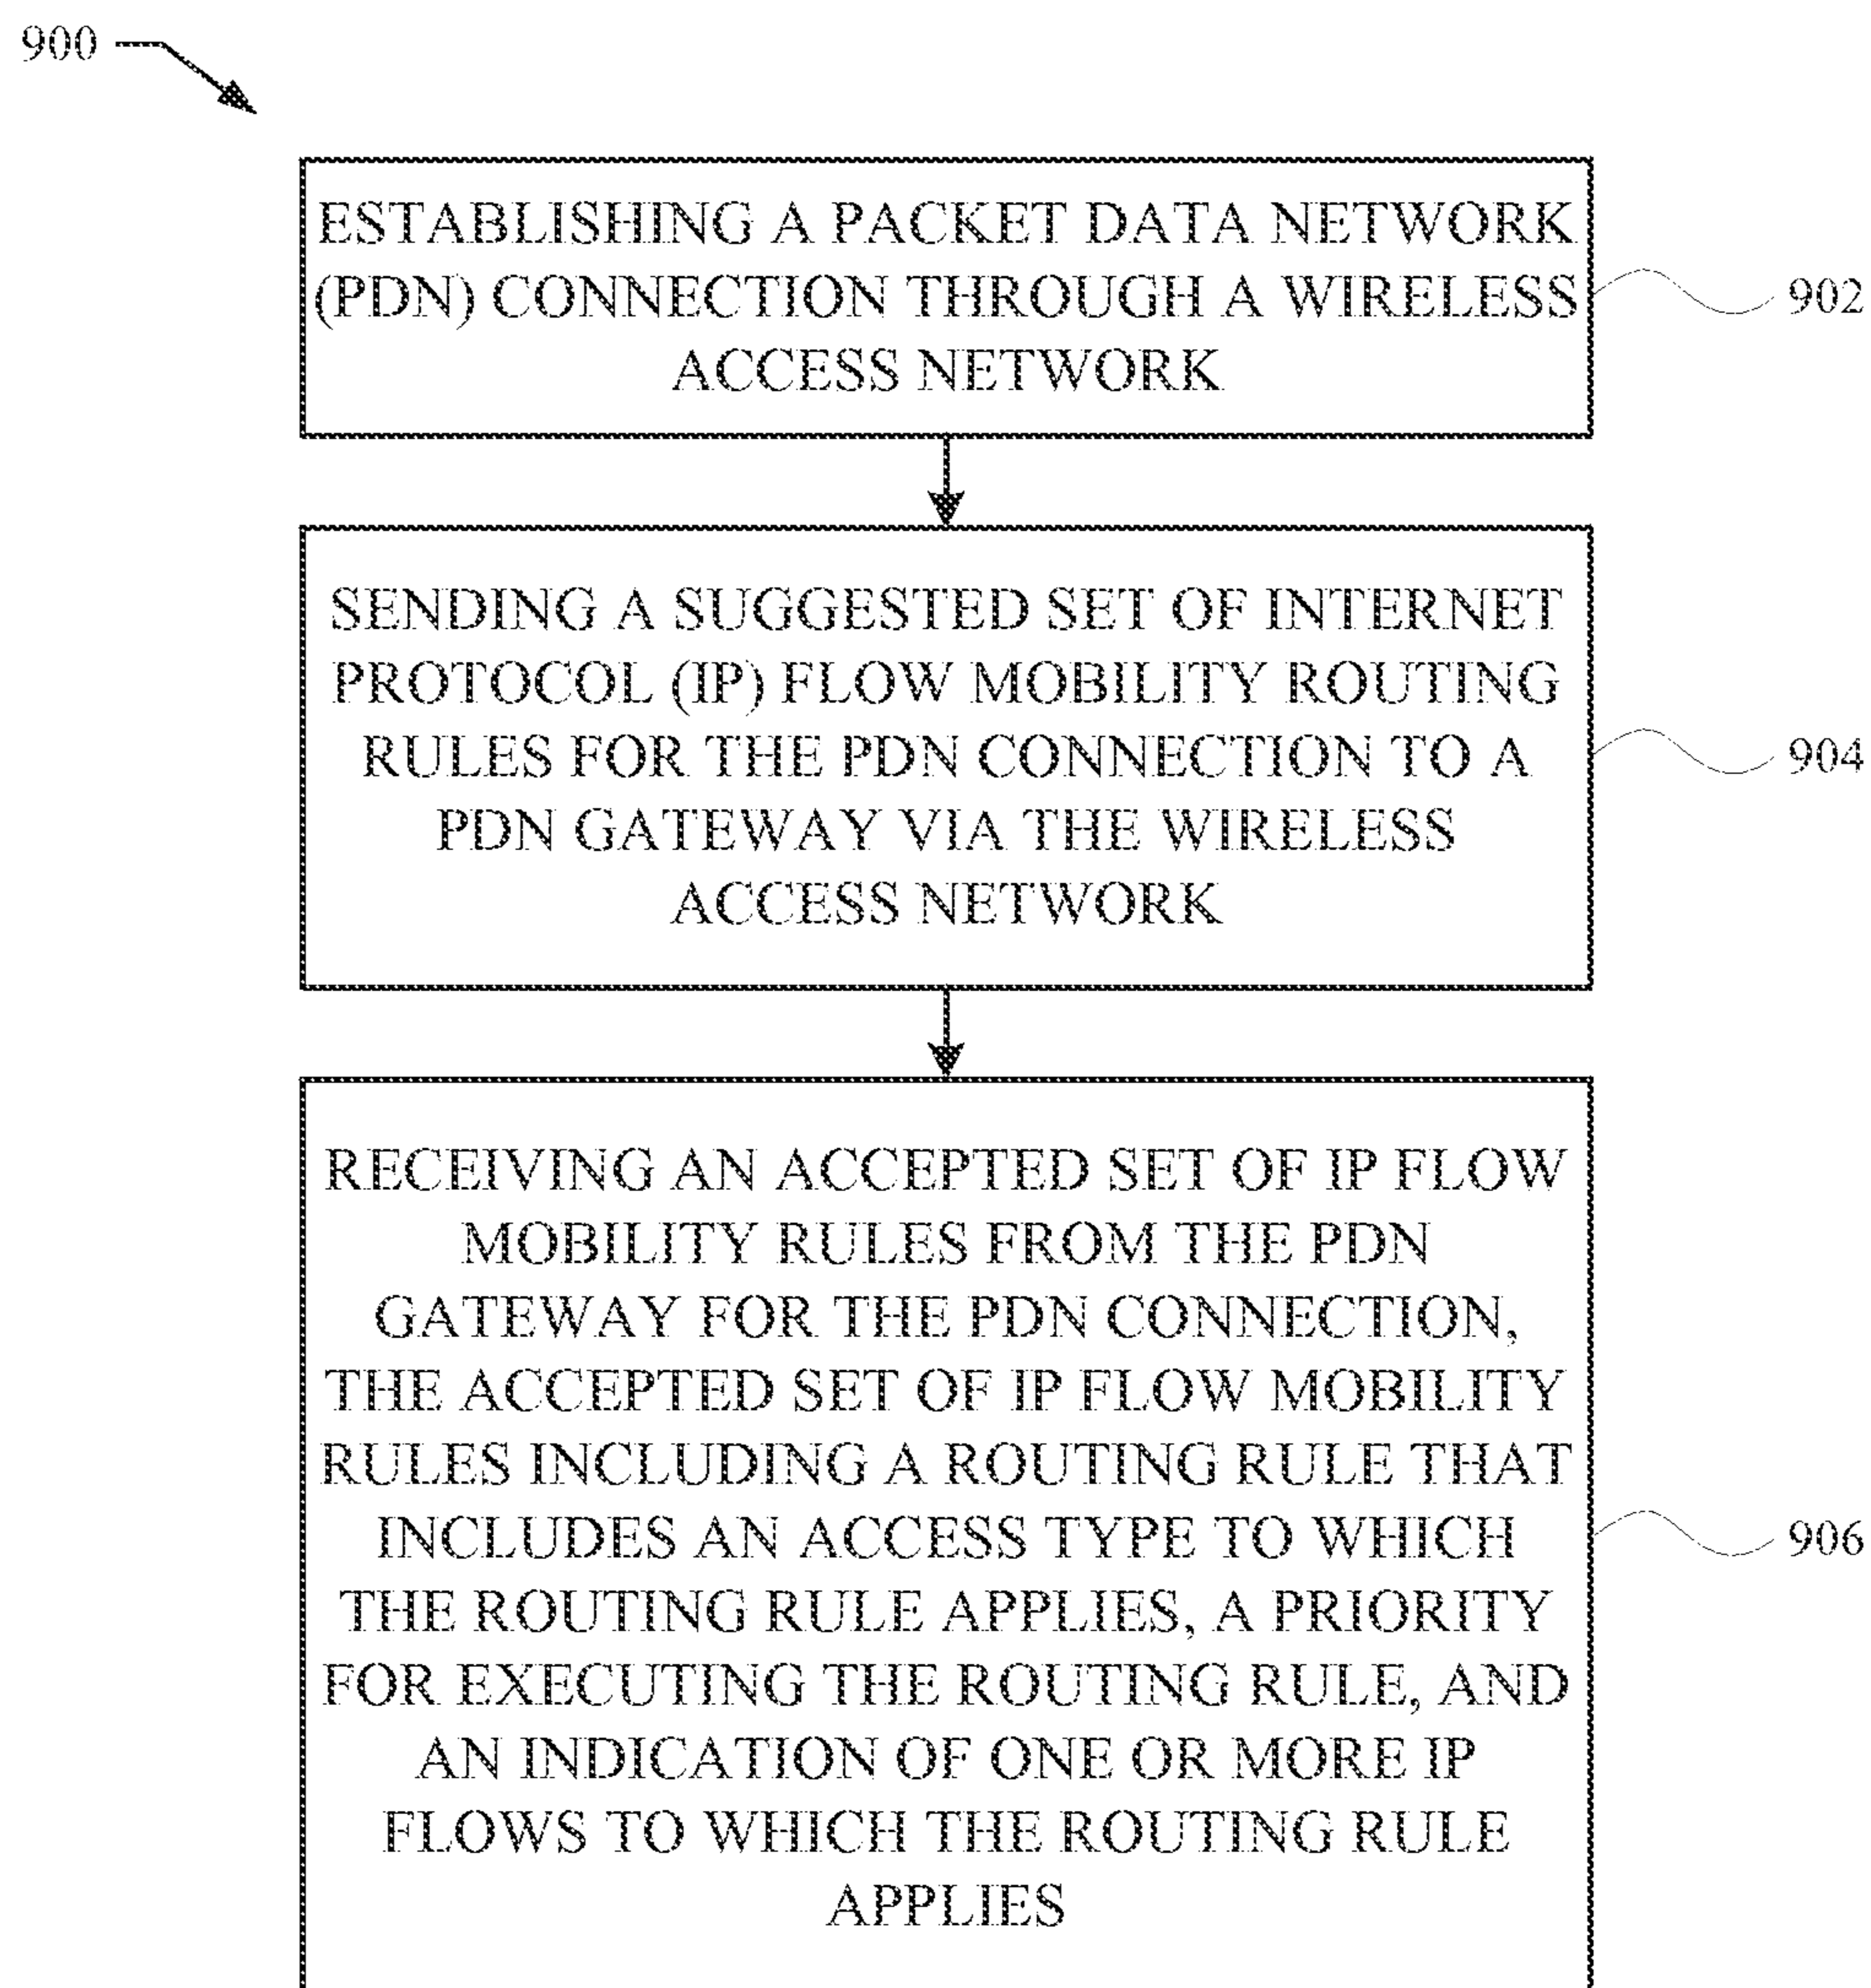 900
ESTABLISHING A PACKET DATA NETWORK
(PDN) CONNECTION THROUGH A WIRELESS
ACCESS NETWORK
902
SENDING A SUGGESTED SET OF INTERNET
PROTOCOL (IP) FLOW MOBILITY ROUTING
RULES FOR THE PDN CONNECTION TO A
PDN GATEWAY VIA THE WIRELESS
ACCESS NETWORK
904
RECEIVING AN ACCEPTED SET OF IP FLOW
MOBILITY RULES FROM THE PDN
GATEWAY FOR THE PDN CONNECTION,
THE ACCEPTED SET OF IP FLOW MOBILITY
RULES INCLUDING A ROUTING RULE THAT
INCLUDES AN ACCESS TYPE TO WHICH
THE ROUTING RULE APPLIES, A PRIORITY
FOR EXECUTING THE ROUTING RULE, AND
AN INDICATION OF ONE OR MORE IP
FLOWS TO WHICH THE ROUTING RULE
APPLIES
906